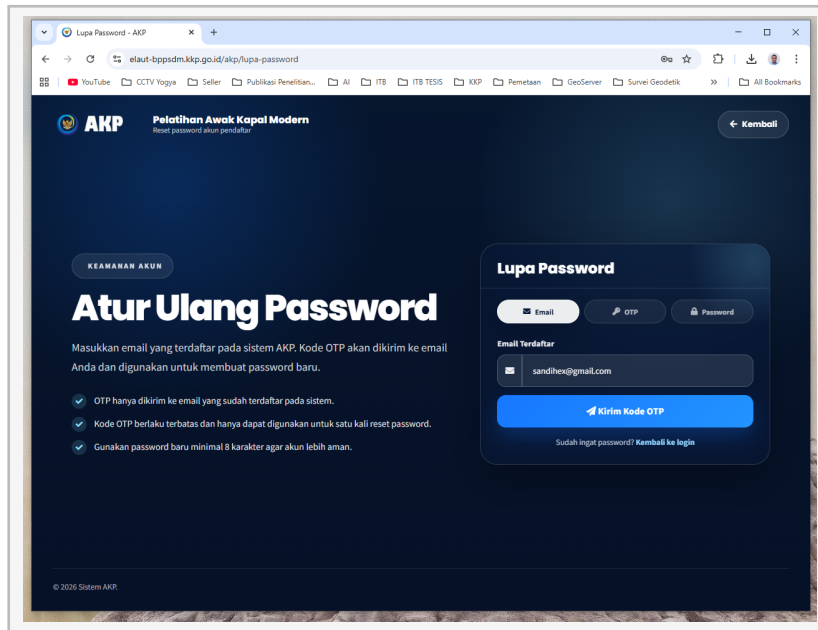 Lupa Password - AKP
elaut-bppsdm.kkp.go.id/akp/lupa-password
YouTube CCTV Yogya Seller Publikasi Penelitian... AI ITB ITB TESIS KKP Pemetaan GeoServer Survei Geodetik » All Bookmarks
AKP
Pelatihan Awak Kapal Modern
Reset password akun pendaftar
← Kembali
KEAMANAN AKUN
Atur Ulang Password
Masukkan email yang terdaftar pada sistem AKP. Kode OTP akan dikirim ke email
Anda dan digunakan untuk membuat password baru.
OTP hanya dikirim ke email yang sudah terdaftar pada sistem.
Kode OTP berlaku terbatas dan hanya dapat digunakan untuk satu kali reset password.
Gunakan password baru minimal 8 karakter agar akun lebih aman.
Lupa Password
Email OTP Password
Email Terdaftar
sandihex@gmail.com
Kirim Kode OTP
Sudah ingat password? Kembali ke login
© 2026 Sistem AKP.